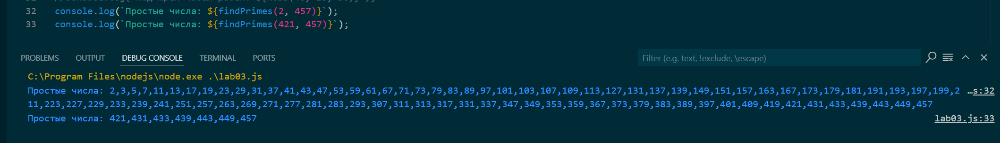 32 console.log(`Простые числа: ${findPrimes(2, 457)}`);
33 console.log(`Простые числа: ${findPrimes(421, 457)}`);
PROBLEMS OUTPUT DEBUG CONSOLE TERMINAL PORTS Filter (e.g. text, !exclude, \escape)
C:\Program Files\nodejs\node.exe .\lab03.js
Простые числа: 2,3,5,7,11,13,17,19,23,29,31,37,41,43,47,53,59,61,67,71,73,79,83,89,97,101,103,107,109,113,127,131,137,139,149,151,157,163,167,173,179,181,191,193,197,199,2 …s:32
11,223,227,229,233,239,241,251,257,263,269,271,277,281,283,293,307,311,313,317,331,337,347,349,353,359,367,373,379,383,389,397,401,409,419,421,431,433,439,443,449,457
Простые числа: 421,431,433,439,443,449,457 lab03.js:33